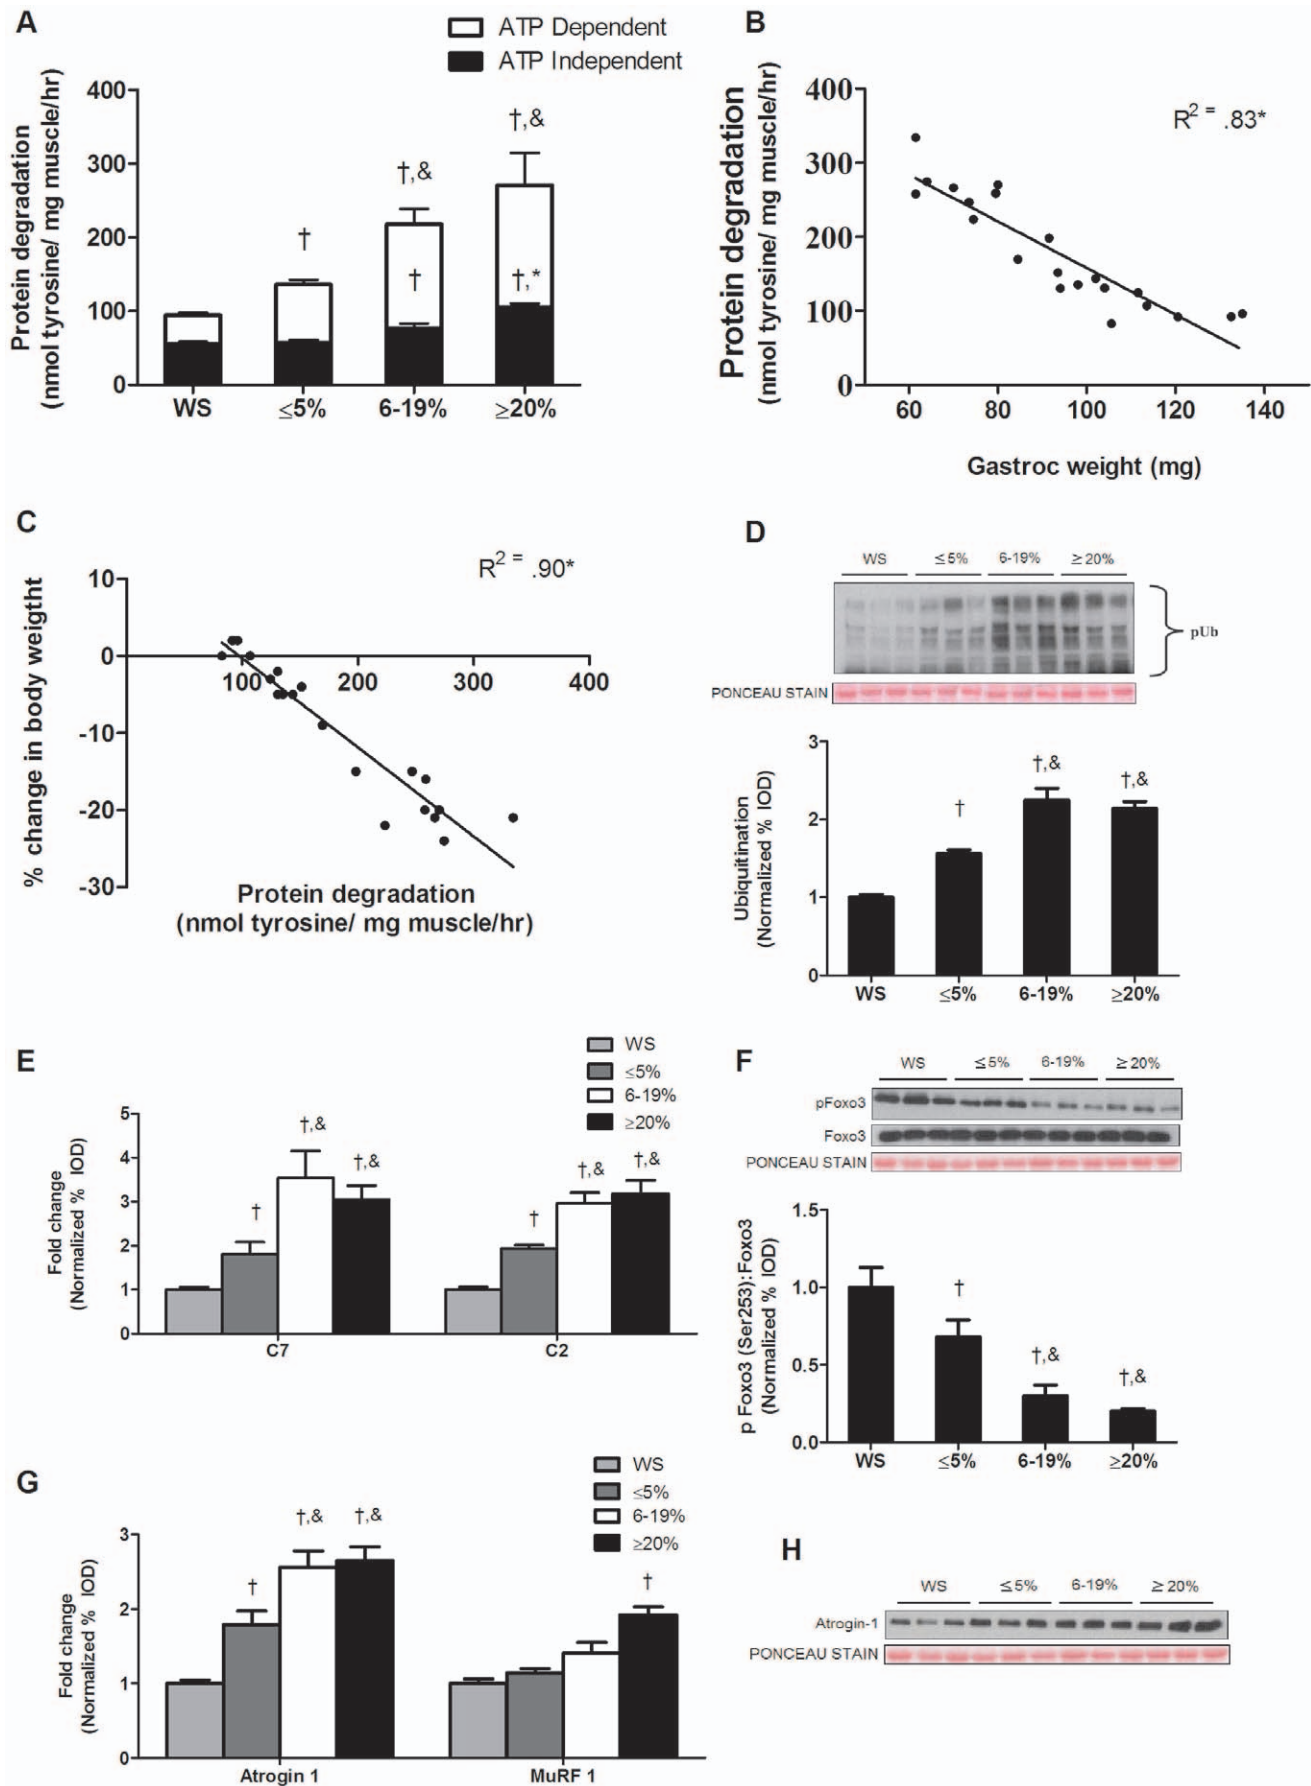 A
ATP Dependent
ATP Independent
Protein degradation
(nmol tyrosine/ mg muscle/hr)
400
300
200
100
0
†
†,&
†,&
†
†,*
WS
≤5%
6-19%
≥20%
B
Protein degradation
(nmol tyrosine/ mg muscle/hr)
400
300
200
100
0
R² = .83*
60
80
100
120
140
Gastroc weight (mg)
C
R² = .90*
% change in body weigtht
10
0
-10
-20
-30
100
200
300
400
Protein degradation
(nmol tyrosine/ mg muscle/hr)
D
WS
≤5%
6-19%
≥20%
pUb
PONCEAU STAIN
Ubiquitination
(Normalized % IOD)
3
2
1
0
†
†,&
†,&
WS
≤5%
6-19%
≥20%
E
WS
≤5%
6-19%
≥20%
Fold change
(Normalized % IOD)
5
4
3
2
1
0
†
†,&
†,&
†
†,&
†,&
C7
C2
F
WS
≤5%
6-19%
≥20%
pFoxo3
Foxo3
PONCEAU STAIN
p Foxo3 (Ser253):Foxo3
(Normalized % IOD)
1.5
1.0
0.5
0.0
†
†,&
†,&
WS
≤5%
6-19%
≥20%
G
WS
≤5%
6-19%
≥20%
Fold change
(Normalized % IOD)
3
2
1
0
†
†,&
†,&
†
Atrogin 1
MuRF 1
H
WS
≤5%
6-19%
≥20%
Atrogin-1
PONCEAU STAIN